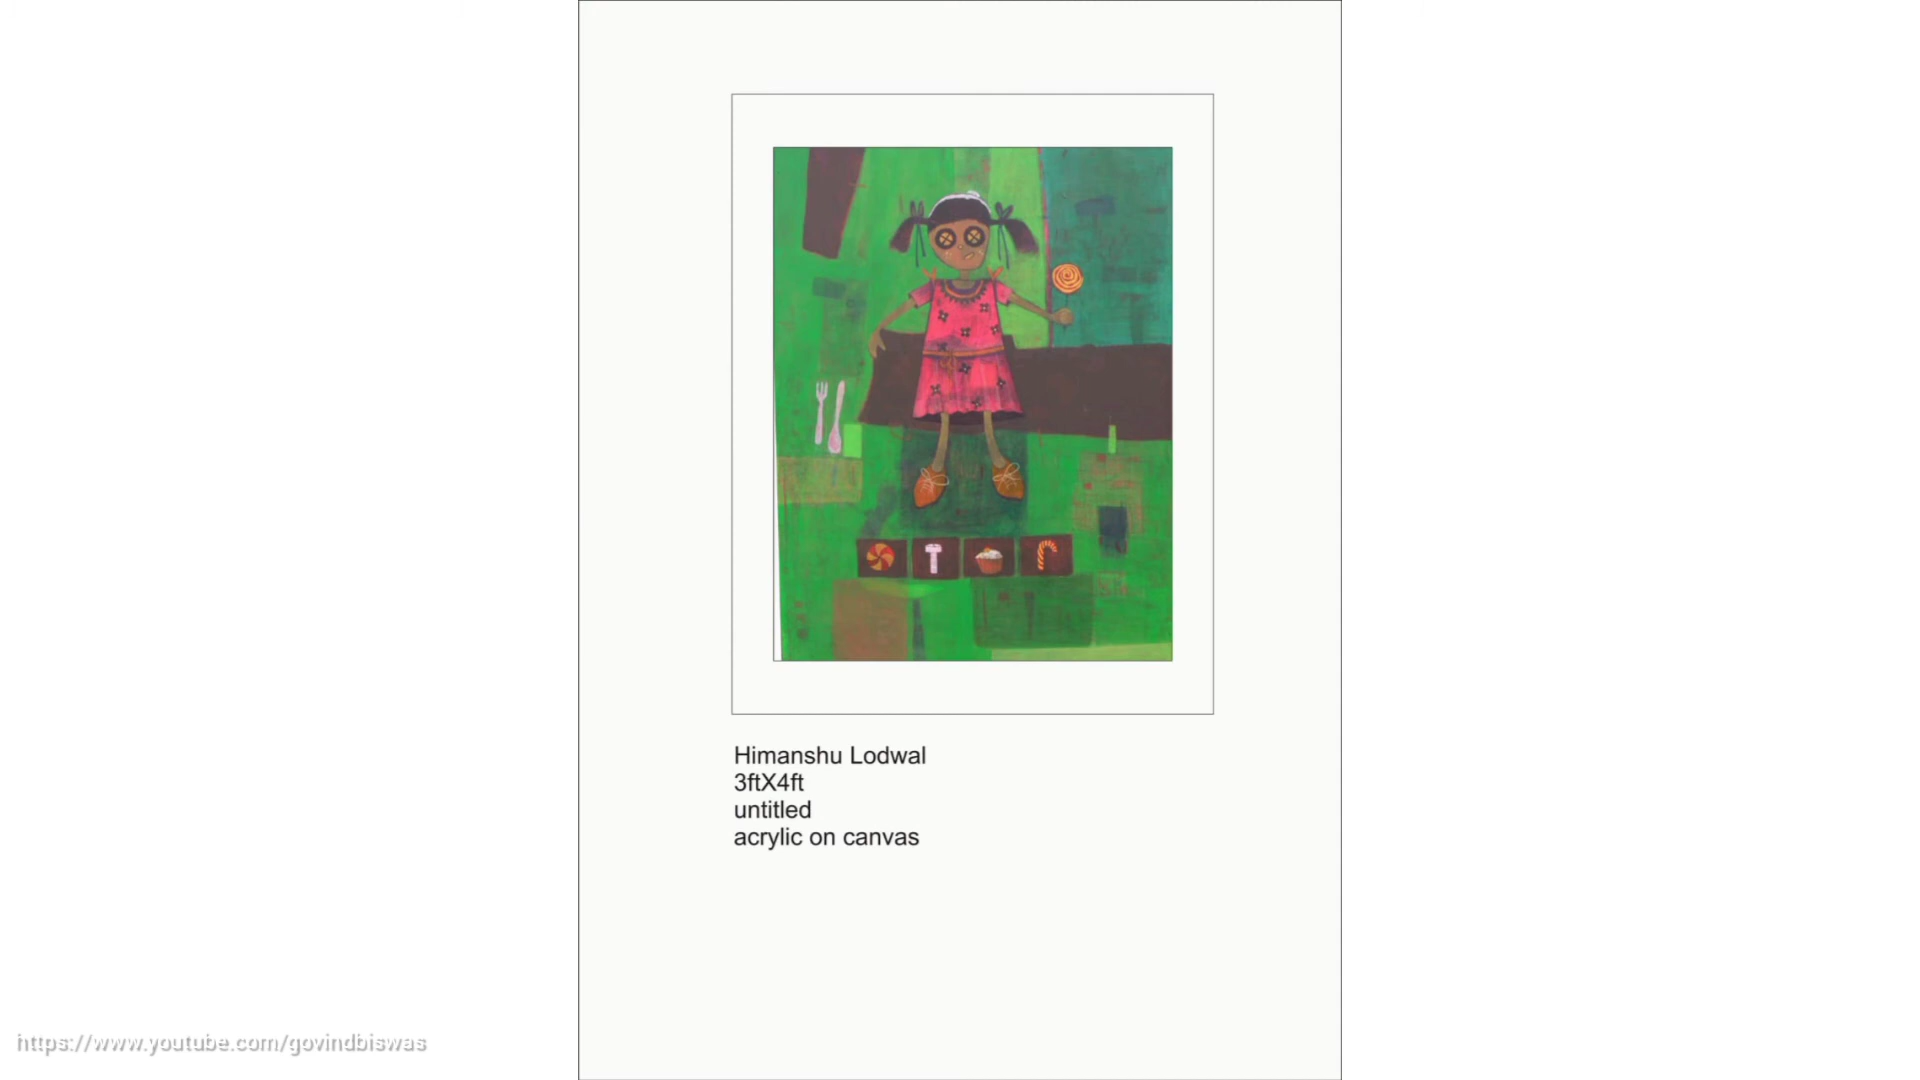 Himanshu Lodwal
3ftX4ft
untitled
acrylic on canvas
https://www.youtube.com/govindbiswas